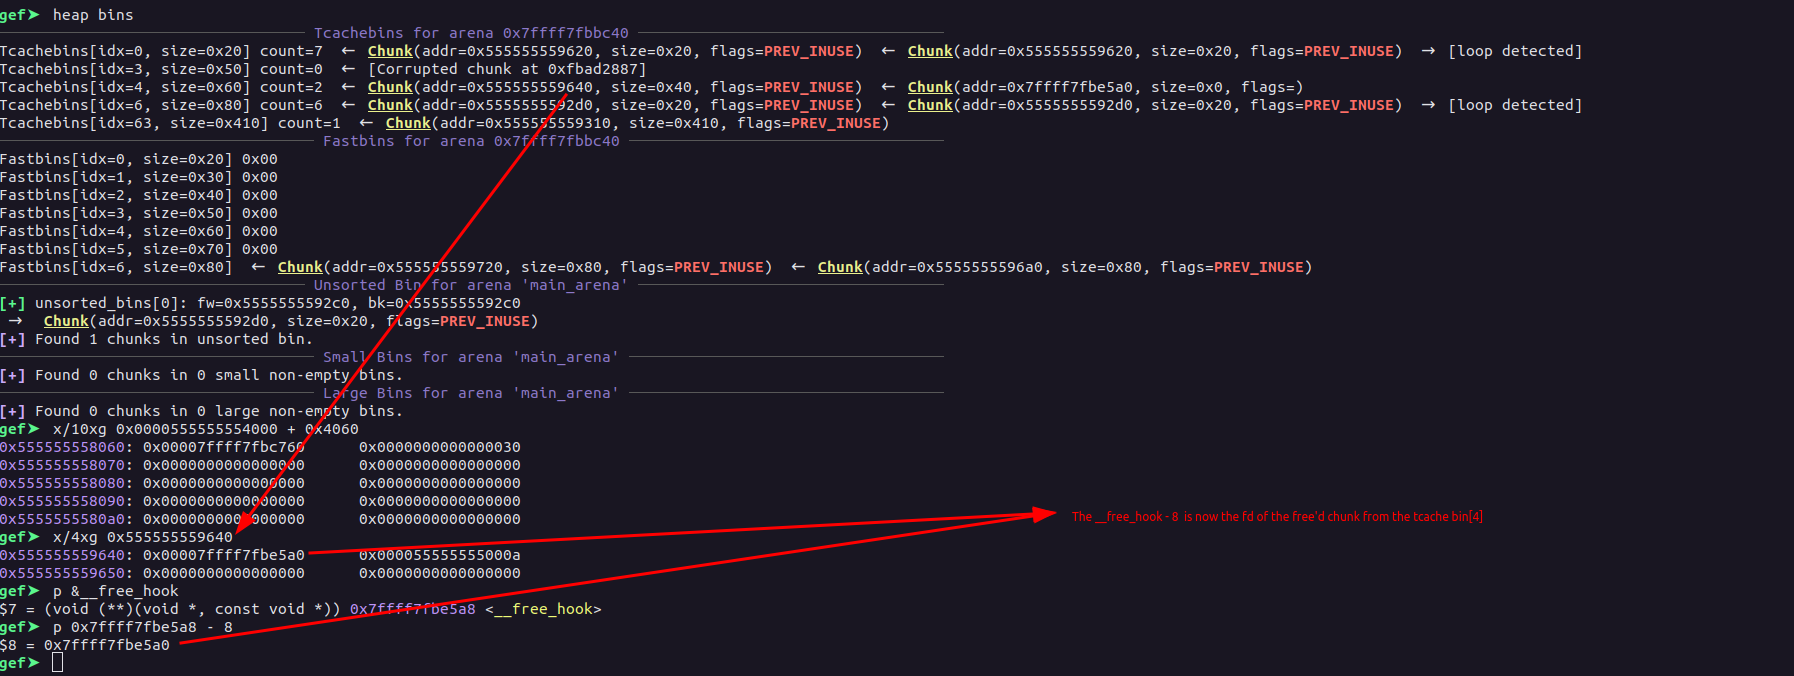 gef➤  heap bins
Tcachebins for arena 0x7ffff7fbbc40
Tcachebins[idx=0, size=0x20] count=7  ←  Chunk(addr=0x555555559620, size=0x20, flags=PREV_INUSE)  ←  Chunk(addr=0x555555559620, size=0x20, flags=PREV_INUSE)  →  [loop detected]
Tcachebins[idx=3, size=0x50] count=0  ←  [Corrupted chunk at 0xfbad2887]
Tcachebins[idx=4, size=0x60] count=2  ←  Chunk(addr=0x555555559640, size=0x40, flags=PREV_INUSE)  ←  Chunk(addr=0x7ffff7fbe5a0, size=0x0, flags=)
Tcachebins[idx=6, size=0x80] count=6  ←  Chunk(addr=0x5555555592d0, size=0x20, flags=PREV_INUSE)  ←  Chunk(addr=0x5555555592d0, size=0x20, flags=PREV_INUSE)  →  [loop detected]
Tcachebins[idx=63, size=0x410] count=1  ←  Chunk(addr=0x555555559310, size=0x410, flags=PREV_INUSE)
Fastbins for arena 0x7ffff7fbbc40
Fastbins[idx=0, size=0x20] 0x00
Fastbins[idx=1, size=0x30] 0x00
Fastbins[idx=2, size=0x40] 0x00
Fastbins[idx=3, size=0x50] 0x00
Fastbins[idx=4, size=0x60] 0x00
Fastbins[idx=5, size=0x70] 0x00
Fastbins[idx=6, size=0x80]  ←  Chunk(addr=0x555555559720, size=0x80, flags=PREV_INUSE)  ←  Chunk(addr=0x5555555596a0, size=0x80, flags=PREV_INUSE)
Unsorted Bin for arena 'main_arena'
[+] unsorted_bins[0]: fw=0x5555555592c0, bk=0x5555555592c0
→  Chunk(addr=0x5555555592d0, size=0x20, flags=PREV_INUSE)
[+] Found 1 chunks in unsorted bin.
Small Bins for arena 'main_arena'
[+] Found 0 chunks in 0 small non-empty bins.
Large Bins for arena 'main_arena'
[+] Found 0 chunks in 0 large non-empty bins.
gef➤  x/10xg 0x0000555555554000 + 0x4060
0x555555558060: 0x00007ffff7fbc760      0x0000000000000030
0x555555558070: 0x0000000000000000      0x0000000000000000
0x555555558080: 0x0000000000000000      0x0000000000000000
0x555555558090: 0x0000000000000000      0x0000000000000000
0x5555555580a0: 0x0000000000000000      0x0000000000000000
The __free_hook - 8 is now the fd of the free'd chunk from the tcache bin[4]
gef➤  x/4xg 0x555555559640
0x555555559640: 0x00007ffff7fbe5a0      0x000055555555000a
0x555555559650: 0x0000000000000000      0x0000000000000000
gef➤  p &__free_hook
$7 = (void (**)(void *, const void *)) 0x7ffff7fbe5a8 <__free_hook>
gef➤  p 0x7ffff7fbe5a8 - 8
$8 = 0x7ffff7fbe5a0
gef➤